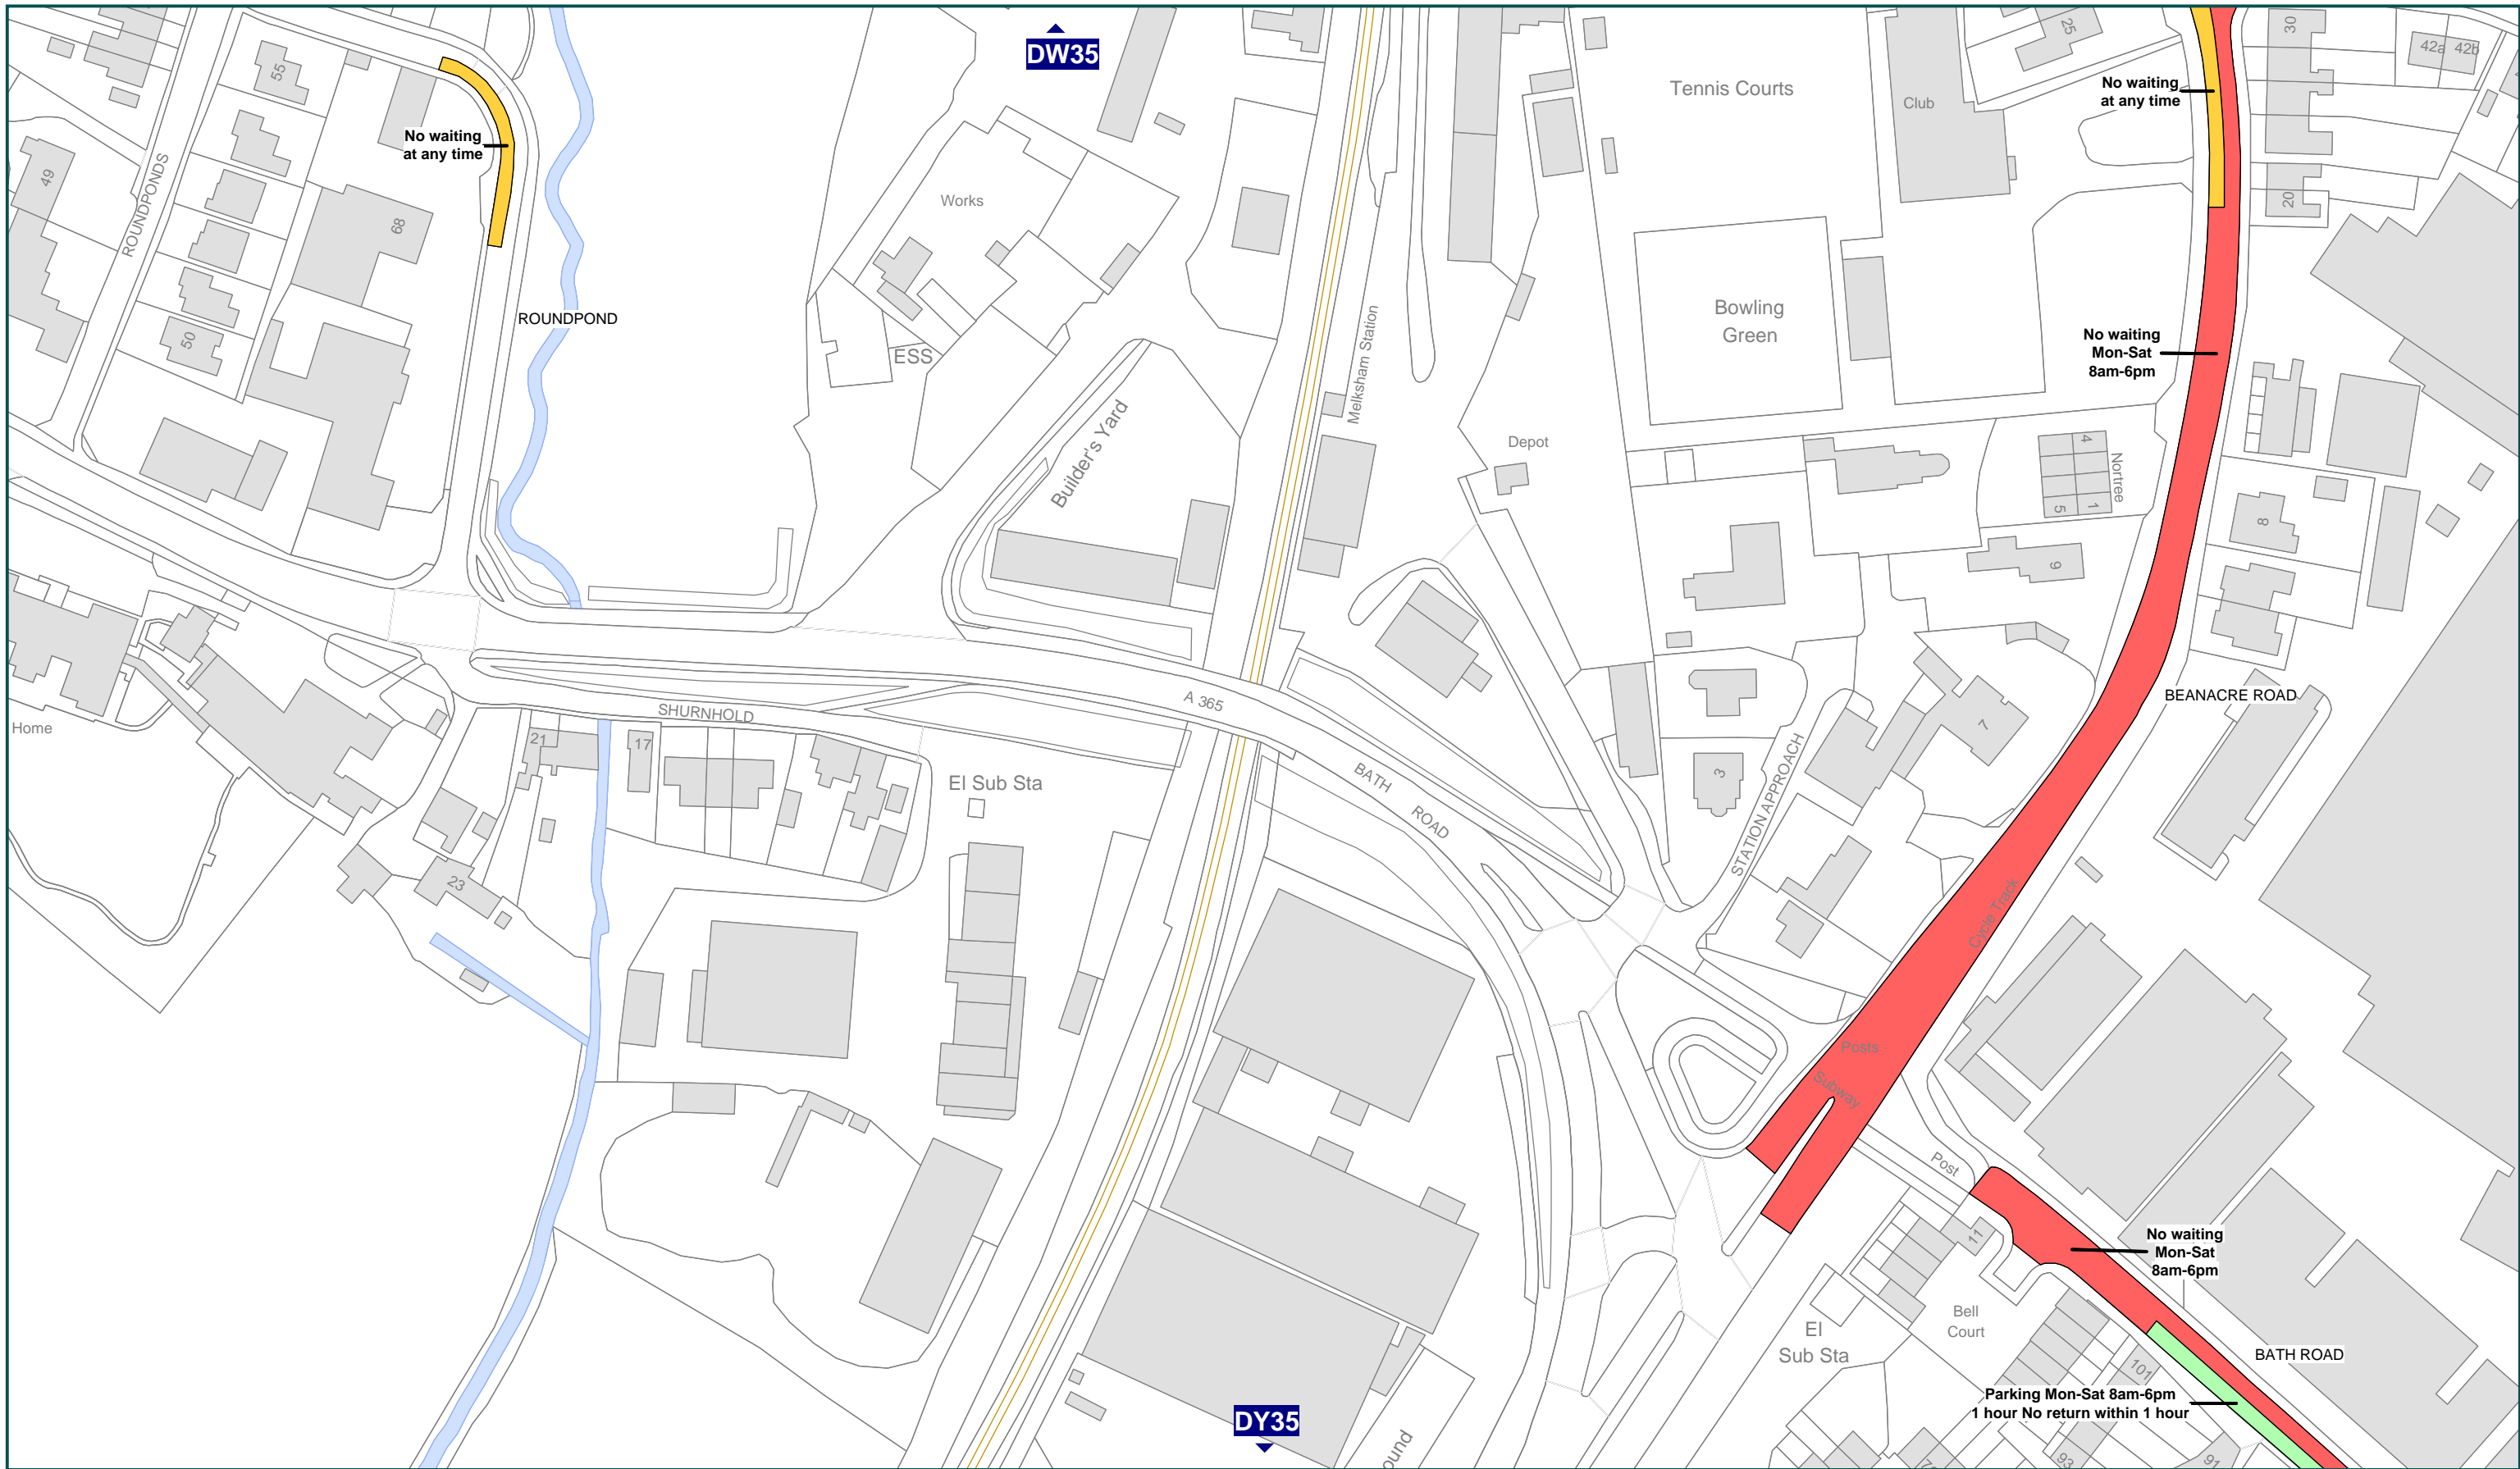 DW35
Tennis Courts
Club
25
30
42a
42b
No waiting
at any time
55
No waiting
at any time
49
ROUNDPONDS
68
Works
20
50
ROUNDPOND
ESS
Melksham Station
Bowling
Green
No waiting
Mon-Sat
8am-6pm
Builder's Yard
Depot
4
Nortree
5
1
8
9
Home
SHURNHOLD
A 365
BEANACRE ROAD
21
17
El Sub Sta
BATH
ROAD
3
STATION APPROACH
7
23
Cycle Track
Posts
Subway
Post
11
No waiting
Mon-Sat
8am-6pm
Bell
Court
El
Sub Sta
BATH ROAD
101
Parking Mon-Sat 8am-6pm
1 hour No return within 1 hour
DY35
ound
93
91